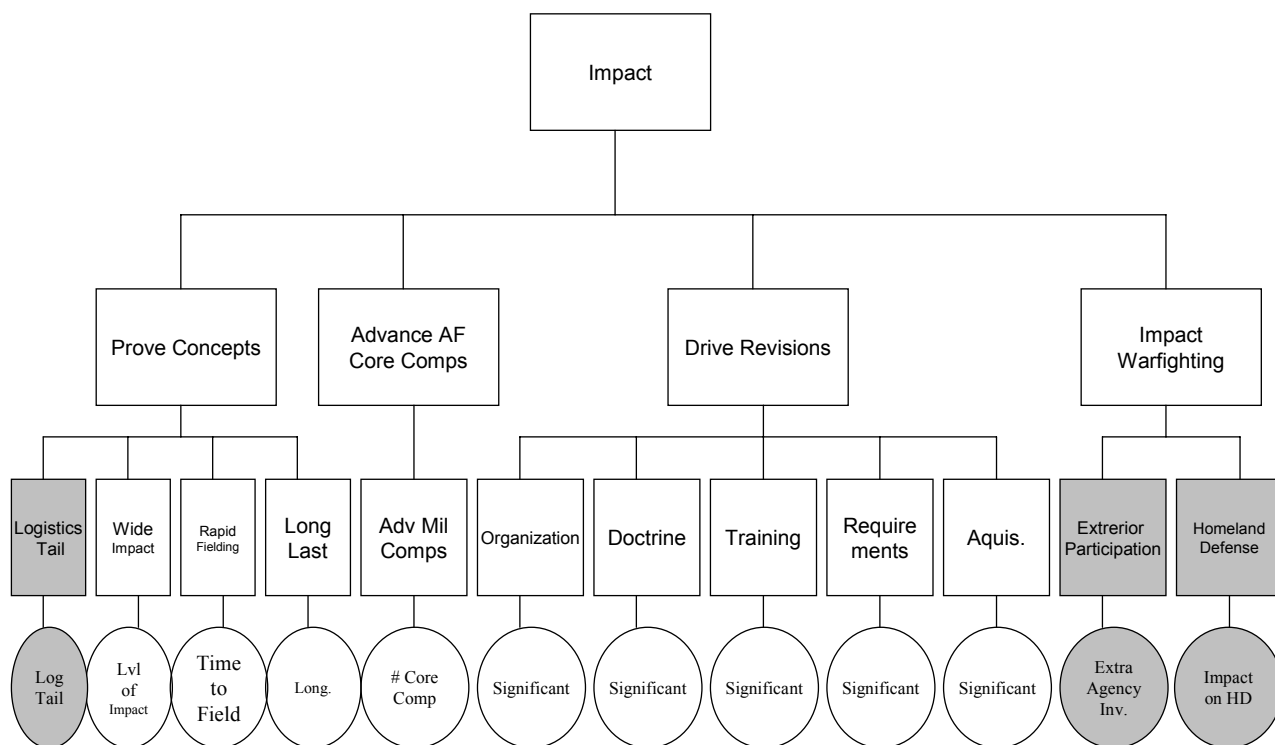 Impact
Prove Concepts
Advance AF
Core Comps
Drive Revisions
Impact
Warfighting
Logistics
Tail
Wide
Impact
Rapid
Fielding
Long
Last
Adv Mil
Comps
Organization
Doctrine
Training
Require
ments
Aquis.
Extrerior
Participation
Homeland
Defense
Log
Tail
Lvl
of
Impact
Time
to
Field
Long.
# Core
Comp
Significant
Significant
Significant
Significant
Significant
Extra
Agency
Inv.
Impact
on HD